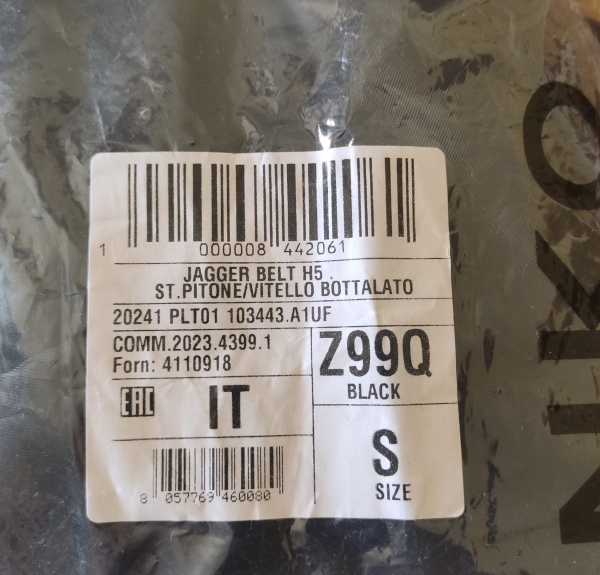 1 000008 442061
JAGGER BELT H5.
ST.PITONE/VITELLO BOTTALATO
20241 PLT01 103443.A1UF
COMM.2023.4399.1
Forn: 4110918
Z99Q
BLACK
EAC
IT
S
SIZE
8 057769 460080